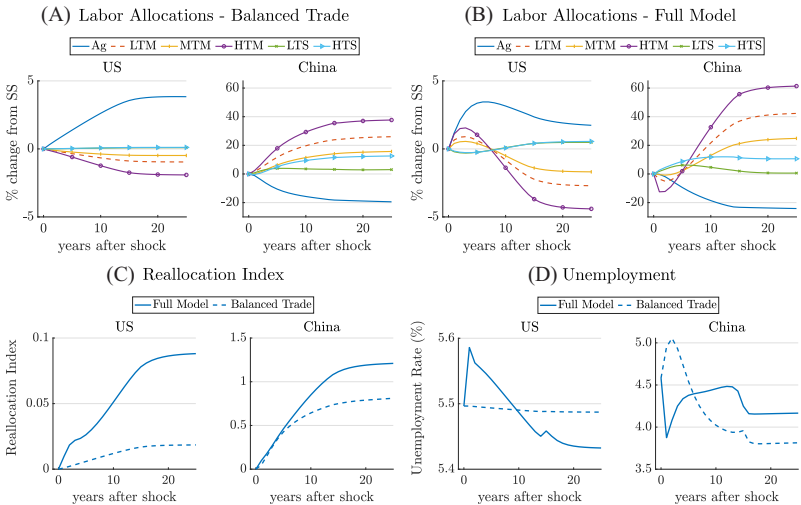 (A) Labor Allocations - Balanced Trade
Ag LTM MTM HTM LTS HTS
US
China
% change from SS
5
0
-5
0 10 20
years after shock
60
40
20
0
-20
0 10 20
years after shock
(B) Labor Allocations - Full Model
Ag LTM MTM HTM LTS HTS
US
China
% change from SS
5
0
-5
0 10 20
years after shock
60
40
20
0
-20
0 10 20
years after shock
(C) Reallocation Index
Full Model Balanced Trade
US
China
Reallocation Index
0.1
0.05
0
0 10 20
years after shock
1.5
1
0.5
0
0 10 20
years after shock
(D) Unemployment
Full Model Balanced Trade
US
China
Unemployment Rate (%)
5.6
5.5
5.4
0 10 20
years after shock
5.0
4.5
4.0
3.5
0 10 20
years after shock